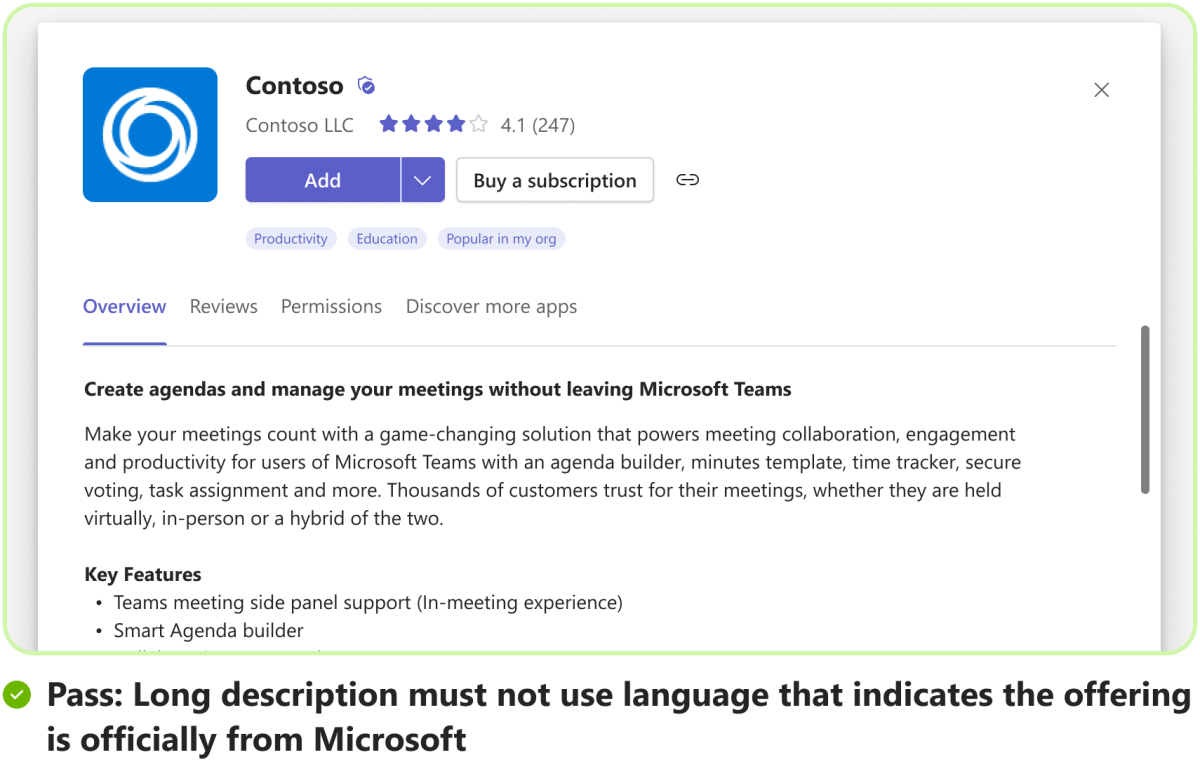 Contoso
Contoso LLC 4.1 (247)
Add Buy a subscription
Productivity Education Popular in my org
Overview Reviews Permissions Discover more apps
Create agendas and manage your meetings without leaving Microsoft Teams
Make your meetings count with a game-changing solution that powers meeting collaboration, engagement
and productivity for users of Microsoft Teams with an agenda builder, minutes template, time tracker, secure
voting, task assignment and more. Thousands of customers trust for their meetings, whether they are held
virtually, in-person or a hybrid of the two.
Key Features
• Teams meeting side panel support (In-meeting experience)
• Smart Agenda builder
Pass: Long description must not use language that indicates the offering
is officially from Microsoft